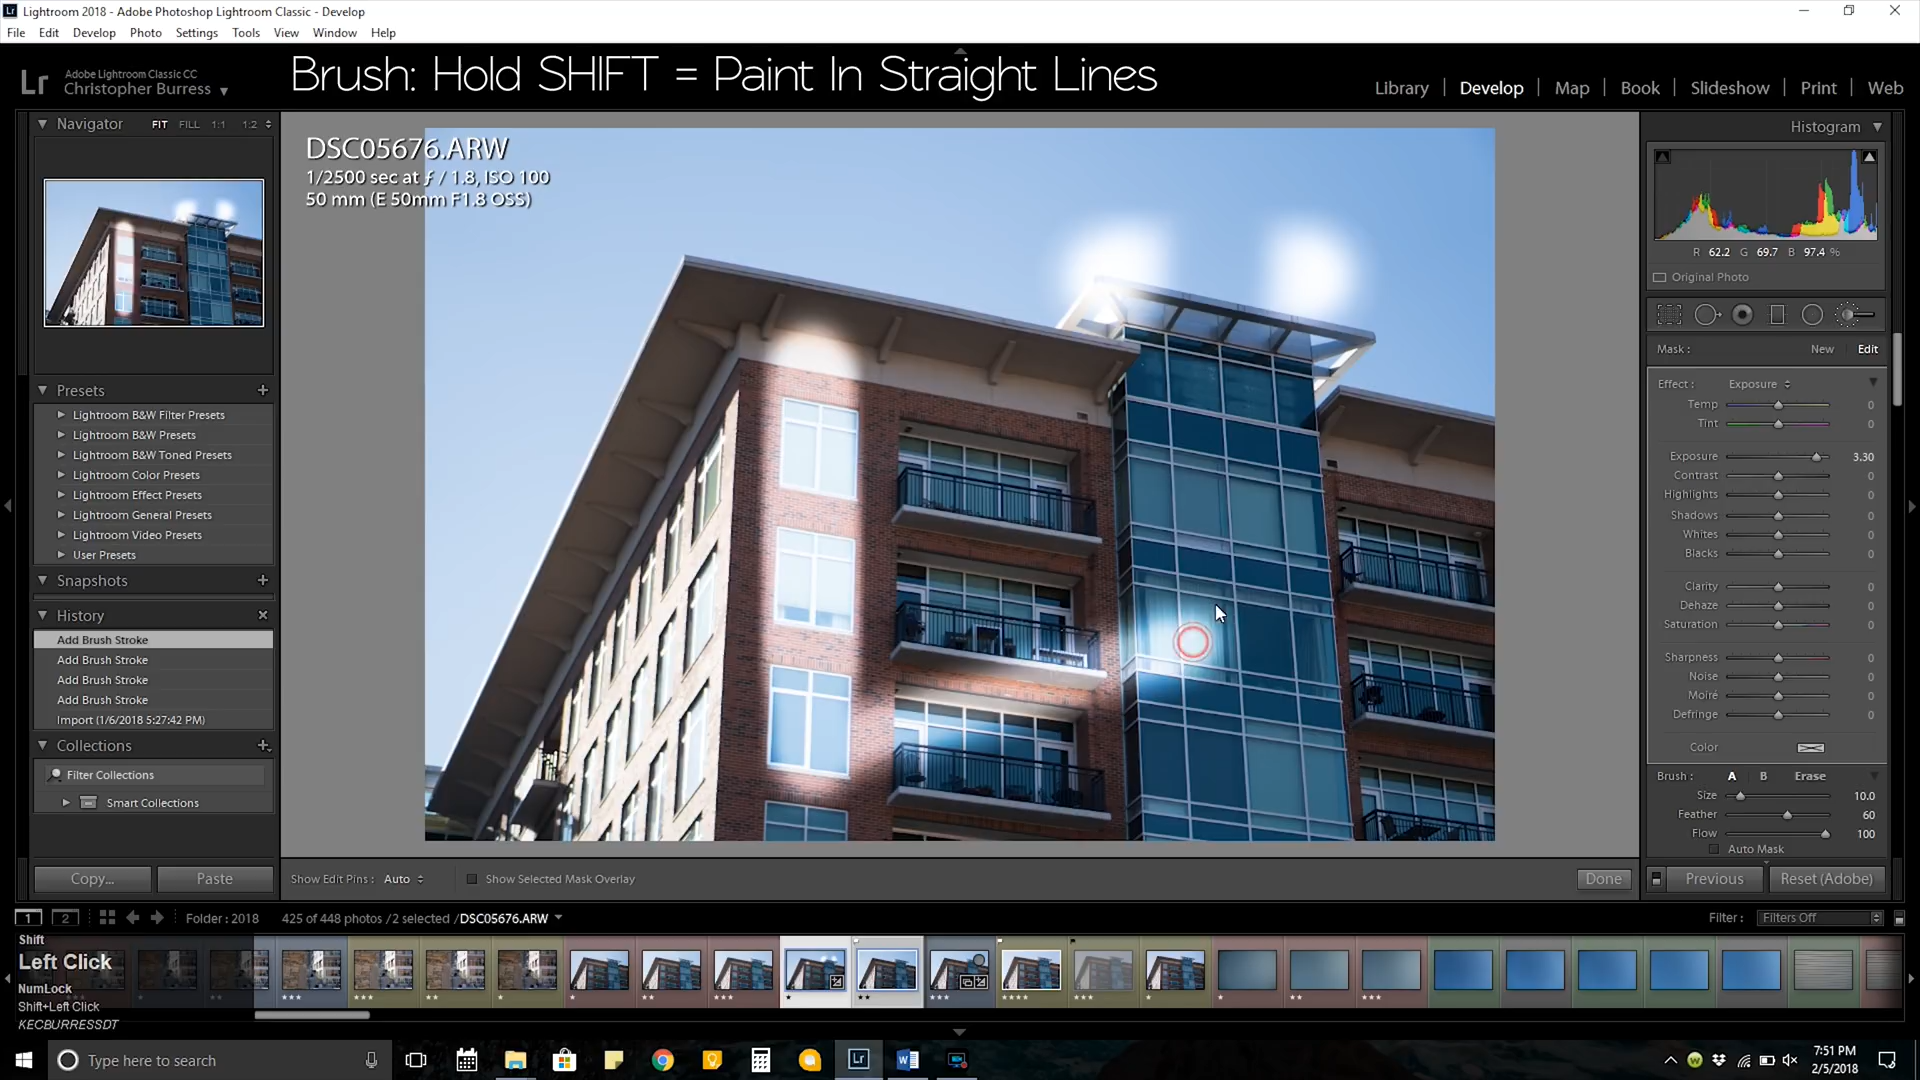 Lightroom 2018 - Adobe Photoshop Lightroom Classic - Develop
File Edit Develop Photo Settings Tools View Window Help
Lr Adobe Lightroom Classic CC
Christopher Burress
Brush: Hold SHIFT = Paint In Straight Lines
Library | Develop | Map | Book | Slideshow | Print | Web
Navigator FIT FILL 1:1 1:2
DSC05676.ARW
1/2500 sec at ƒ / 1.8, ISO 100
50 mm (E 50mm F1.8 OSS)
Histogram
R 62.2 G 69.7 B 97.4 %
Original Photo
Mask : New Edit
Effect : Exposure
Temp 0
Tint 0
Exposure 3.30
Contrast 0
Highlights 0
Shadows 0
Whites 0
Blacks 0
Clarity 0
Dehaze 0
Saturation 0
Sharpness 0
Noise 0
Moiré 0
Defringe 0
Color
Brush : A B Erase
Size 10.0
Feather 60
Flow 100
Auto Mask
Previous Reset (Adobe)
Presets
Lightroom B&W Filter Presets
Lightroom B&W Presets
Lightroom B&W Toned Presets
Lightroom Color Presets
Lightroom Effect Presets
Lightroom General Presets
Lightroom Video Presets
User Presets
Snapshots
History
Add Brush Stroke
Add Brush Stroke
Add Brush Stroke
Add Brush Stroke
Import (1/6/2018 5:27:42 PM)
Collections
Filter Collections
Smart Collections
Copy... Paste
Show Edit Pins : Auto Show Selected Mask Overlay Done
1 2 Folder : 2018 425 of 448 photos /2 selected /DSC05676.ARW Filter : Filters Off
Shift
Left Click
NumLock
Shift+Left Click
KECBURRESSDT
Type here to search
7:51 PM
2/5/2018